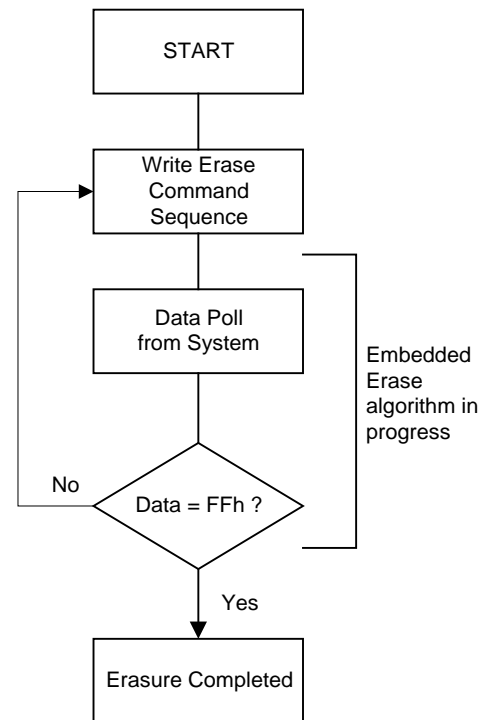 START
Write Erase
Command
Sequence
Data Poll
from System
Embedded
Erase
algorithm in
progress
No
Data = FFh ?
Yes
Erasure Completed